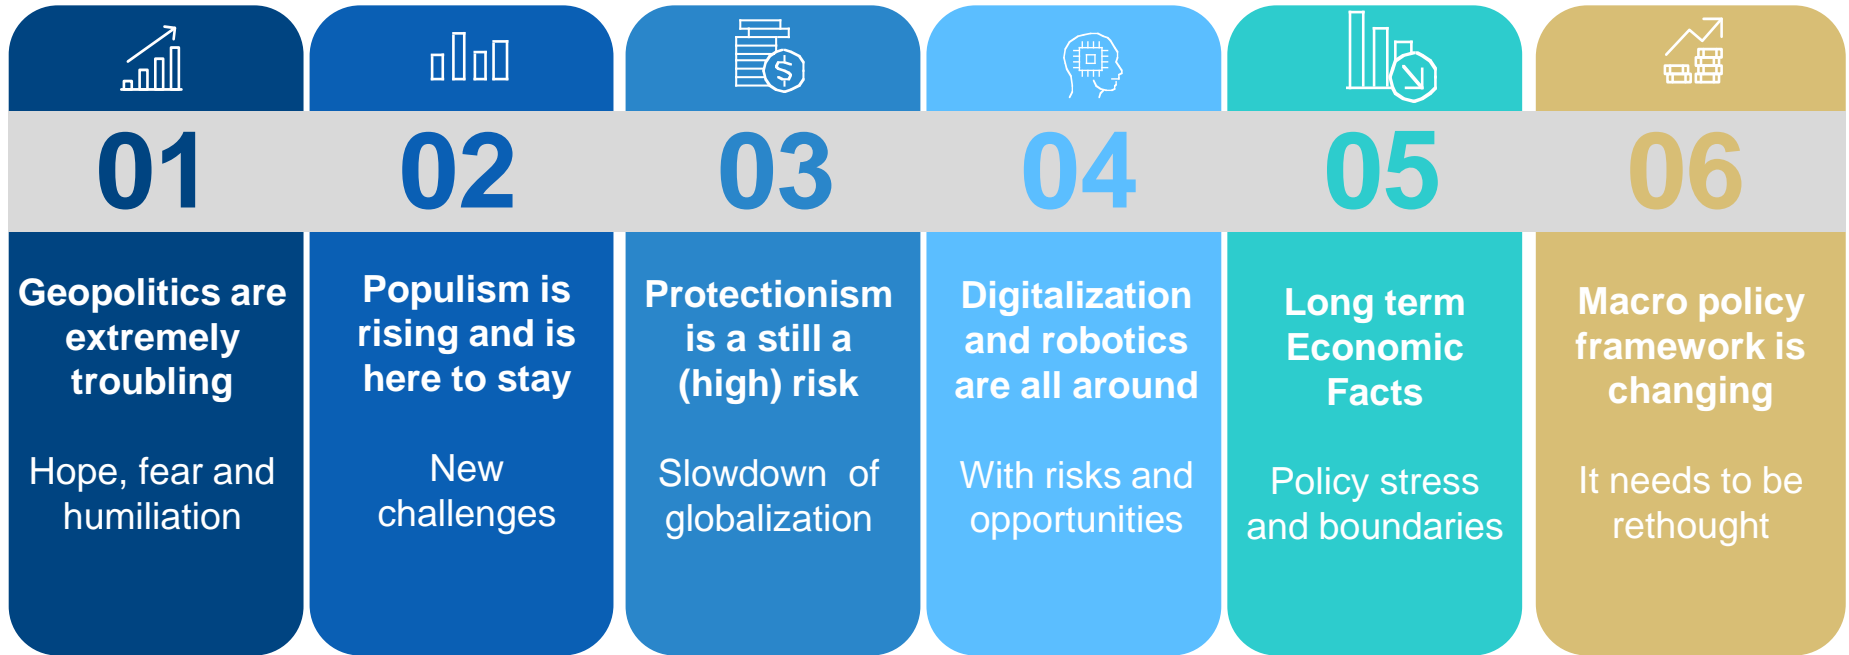 01
Geopolitics are
extremely
troubling
Hope, fear and
humiliation
02
Populism is
rising and is
here to stay
New
challenges
03
Protectionism
is a still a
(high) risk
Slowdown of
globalization
04
Digitalization
and robotics
are all around
With risks and
opportunities
05
Long term
Economic
Facts
Policy stress
and boundaries
06
Macro policy
framework is
changing
It needs to be
rethought